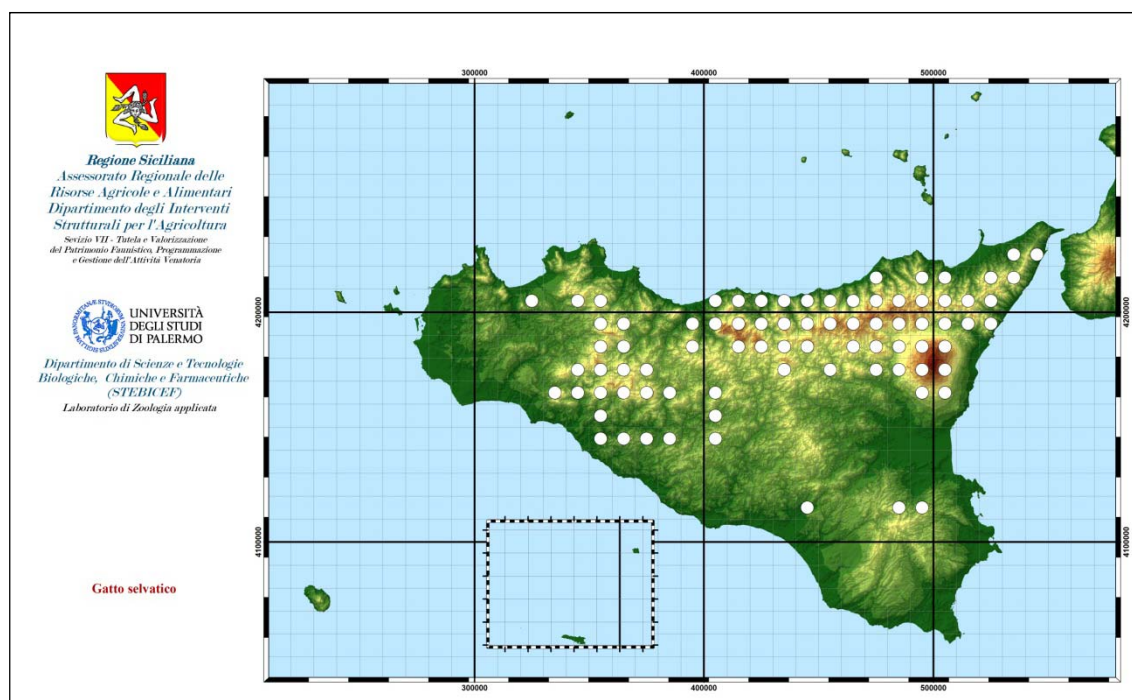 Regione Siciliana
Assessorato Regionale delle
Risorse Agricole e Alimentari
Dipartimento degli Interventi
Strutturali per l'Agricoltura
Sevizio VII - Tutela e Valorizzazione
del Patrimonio Faunistico, Programmazione
e Gestione dell'Attività Venatoria
UNIVERSITÀ
DEGLI STUDI
DI PALERMO
Dipartimento di Scienze e Tecnologie
Biologiche, Chimiche e Farmaceutiche
(STEBICEF)
Laboratorio di Zoologia applicata
Gatto selvatico
300000
400000
500000
4200000
4200000
4100000
4100000
300000
400000
500000